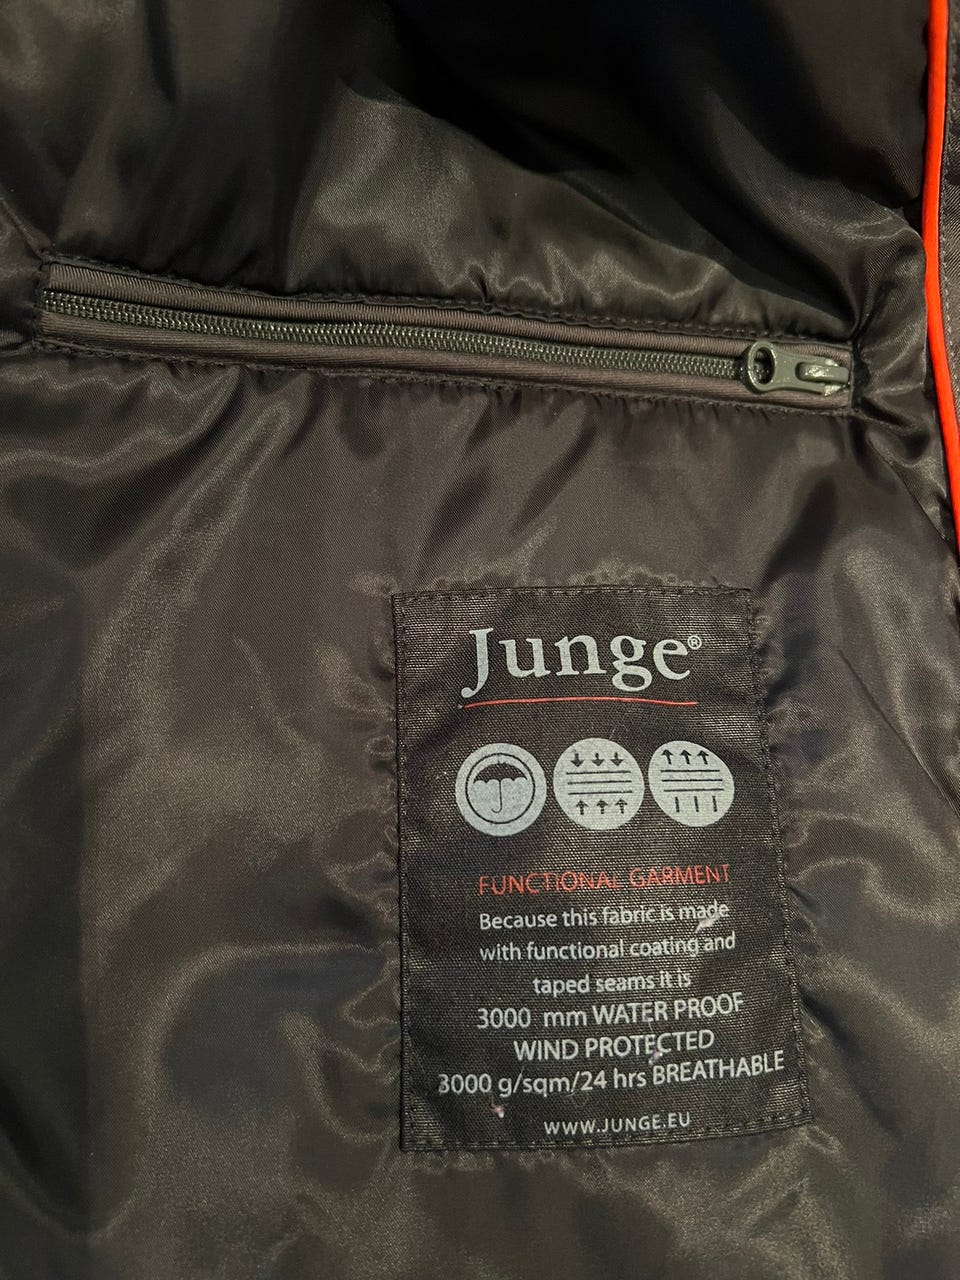 Junge®
FUNCTIONAL GARMENT
Because this fabric is made
with functional coating and
taped seams it is
3000 mm WATER PROOF
WIND PROTECTED
3000 g/sqm/24 hrs BREATHABLE
WWW.JUNGE.EU